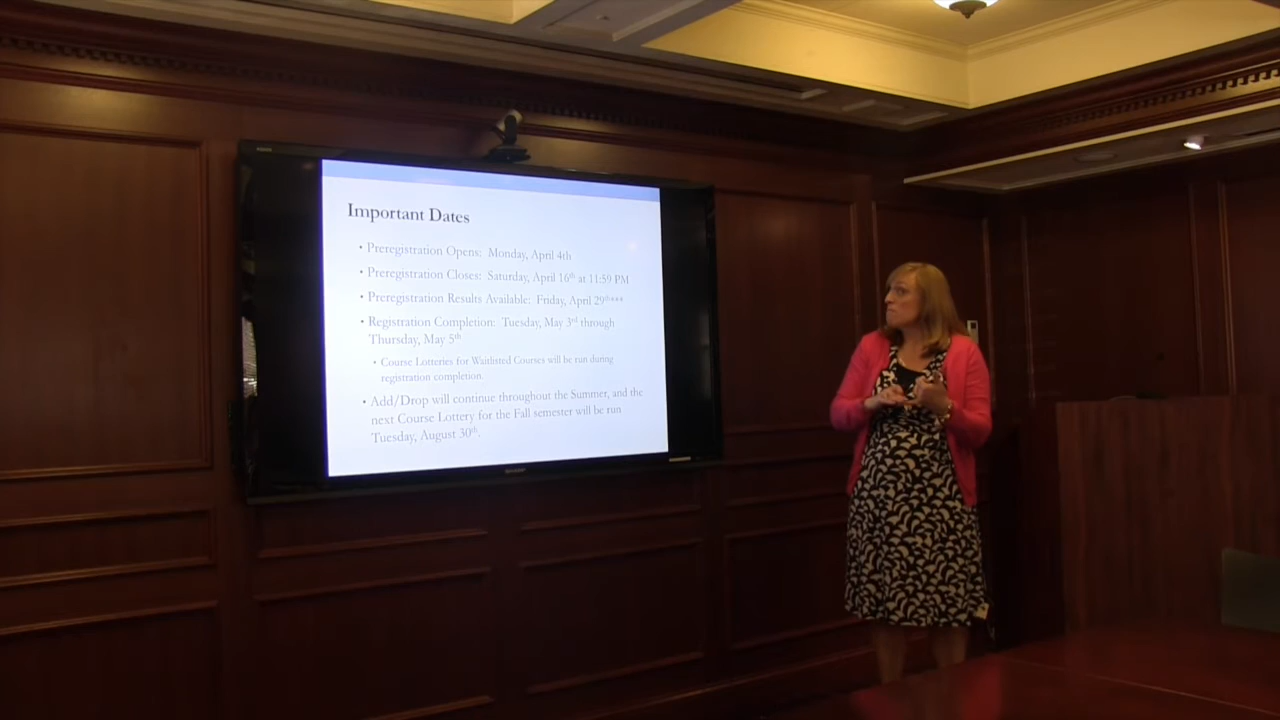 Important Dates
• Preregistration Opens: Monday, April 4th
• Preregistration Closes: Saturday, April 16th at 11:59 PM
• Preregistration Results Available: Friday, April 29th***
• Registration Completion: Tuesday, May 3rd through
Thursday, May 5th
• Course Lotteries for Waitlisted Courses will be run during
registration completion.
• Add/Drop will continue throughout the Summer, and the
next Course Lottery for the Fall semester will be run
Tuesday, August 30th.
SHARP